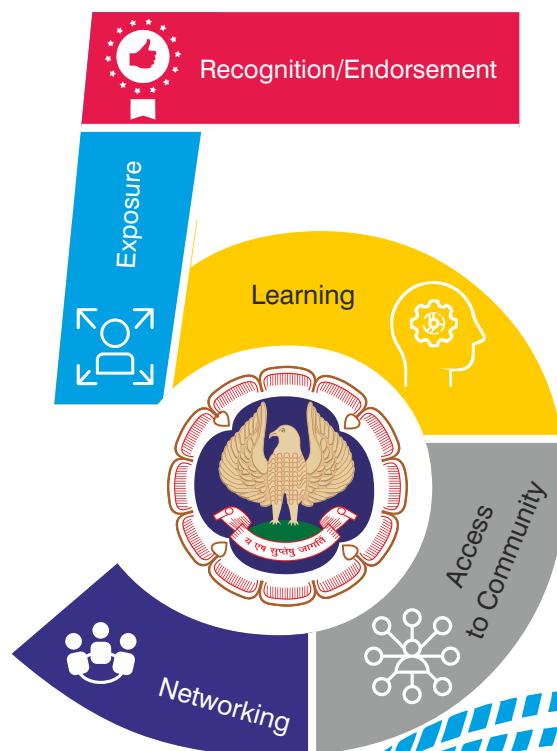 Recognition/Endorsement
Exposure
Learning
Access
to Community
य एष सुप्तेषु जागर्ति
Networking